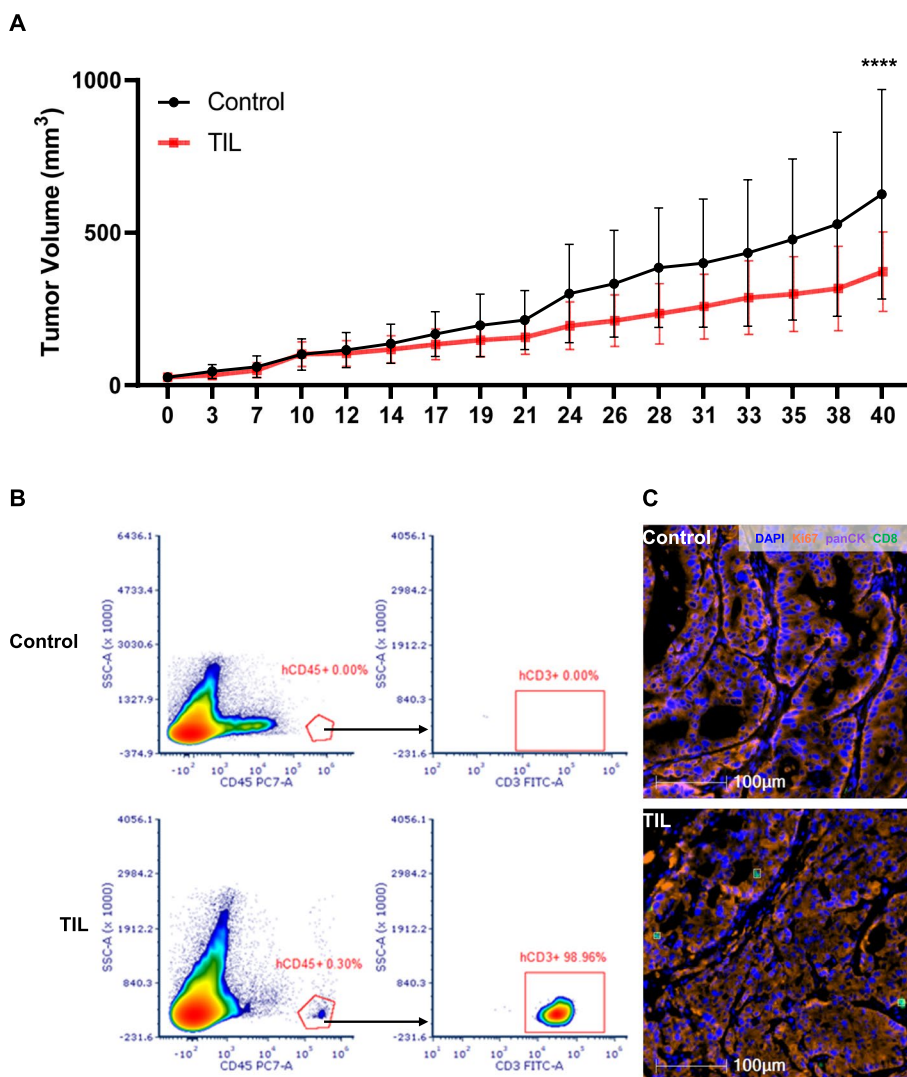 A
****
1000
Control
TIL
500
0
Tumor Volume (mm3)
0 3 7 10 12 14 17 19 21 24 26 28 31 33 35 38 40
B
C
Control
6436.1
4733.4
3030.6
1327.9
-374.9
SSC-A (x 1000)
hCD45+ 0.00%
-10² 10² 10³ 10⁴ 10⁵ 10⁶
CD45 PC7-A
4056.1
2984.2
1912.2
840.3
-231.6
SSC-A (x 1000)
hCD3+ 0.00%
10² 10³ 10⁴ 10⁵ 10⁶
CD3 FITC-A
Control
DAPI Ki67 panCK CD8
100µm
TIL
4056.1
2984.2
1912.2
840.3
-231.6
SSC-A (x 1000)
hCD45+ 0.30%
-10² 10² 10³ 10⁴ 10⁵ 10⁶
CD45 PC7-A
4056.1
2984.2
1912.2
840.3
-231.6
SSC-A (x 1000)
hCD3+ 98.96%
10² 10³ 10⁴ 10⁵ 10⁶
CD3 FITC-A
TIL
100µm